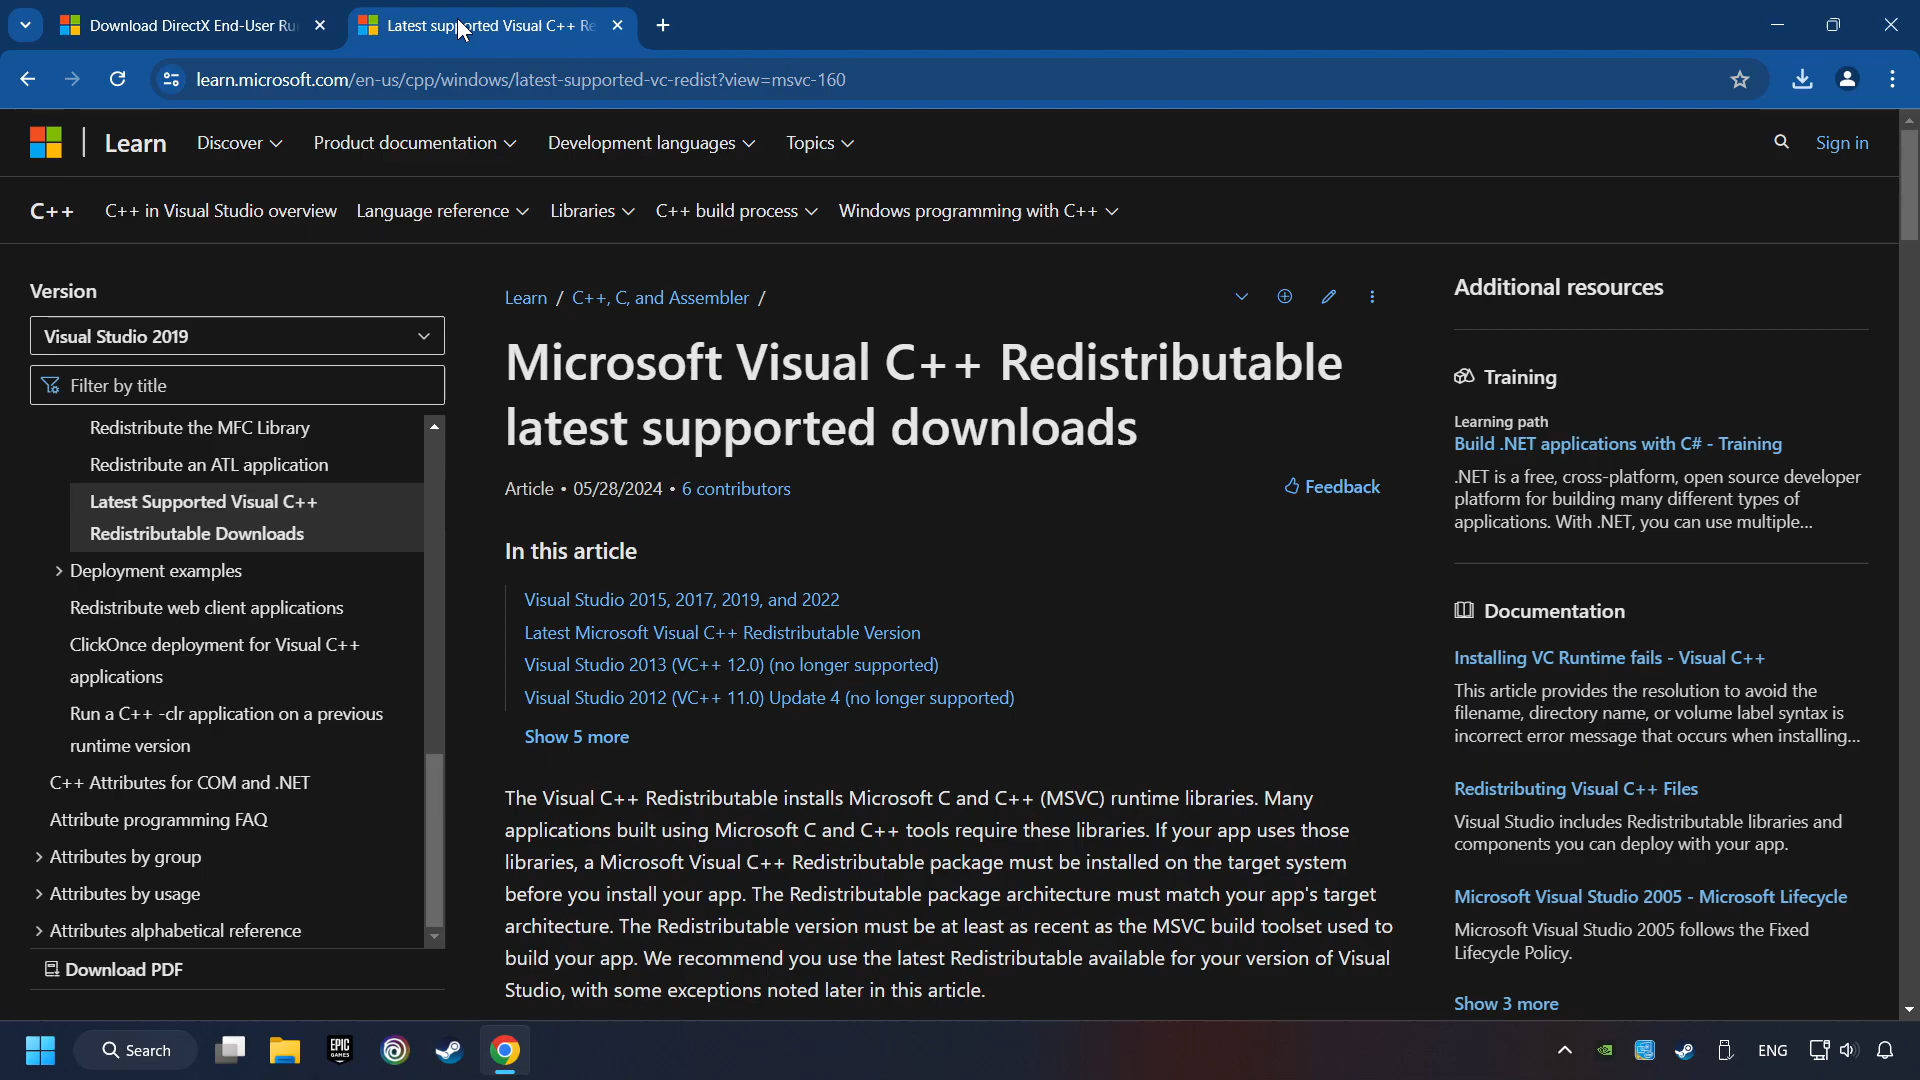 Download DirectX End-User Ru
Latest supported Visual C++ Re
learn.microsoft.com/en-us/cpp/windows/latest-supported-vc-redist?view=msvc-160
Learn
Discover
Product documentation
Development languages
Topics
Sign in
C++
C++ in Visual Studio overview
Language reference
Libraries
C++ build process
Windows programming with C++
Version
Visual Studio 2019
Filter by title
Redistribute the MFC Library
Redistribute an ATL application
Latest Supported Visual C++
Redistributable Downloads
Deployment examples
Redistribute web client applications
ClickOnce deployment for Visual C++
applications
Run a C++ -clr application on a previous
runtime version
C++ Attributes for COM and .NET
Attribute programming FAQ
Attributes by group
Attributes by usage
Attributes alphabetical reference
Download PDF
Learn / C++, C, and Assembler /
Microsoft Visual C++ Redistributable
latest supported downloads
Article • 05/28/2024 • 6 contributors
Feedback
In this article
Visual Studio 2015, 2017, 2019, and 2022
Latest Microsoft Visual C++ Redistributable Version
Visual Studio 2013 (VC++ 12.0) (no longer supported)
Visual Studio 2012 (VC++ 11.0) Update 4 (no longer supported)
Show 5 more
The Visual C++ Redistributable installs Microsoft C and C++ (MSVC) runtime libraries. Many
applications built using Microsoft C and C++ tools require these libraries. If your app uses those
libraries, a Microsoft Visual C++ Redistributable package must be installed on the target system
before you install your app. The Redistributable package architecture must match your app's target
architecture. The Redistributable version must be at least as recent as the MSVC build toolset used to
build your app. We recommend you use the latest Redistributable available for your version of Visual
Studio, with some exceptions noted later in this article.
Additional resources
Training
Learning path
Build .NET applications with C# - Training
.NET is a free, cross-platform, open source developer
platform for building many different types of
applications. With .NET, you can use multiple...
Documentation
Installing VC Runtime fails - Visual C++
This article provides the resolution to avoid the
filename, directory name, or volume label syntax is
incorrect error message that occurs when installing...
Redistributing Visual C++ Files
Visual Studio includes Redistributable libraries and
components you can deploy with your app.
Microsoft Visual Studio 2005 - Microsoft Lifecycle
Microsoft Visual Studio 2005 follows the Fixed
Lifecycle Policy.
Show 3 more
Search
EPIC
GAMES
ENG